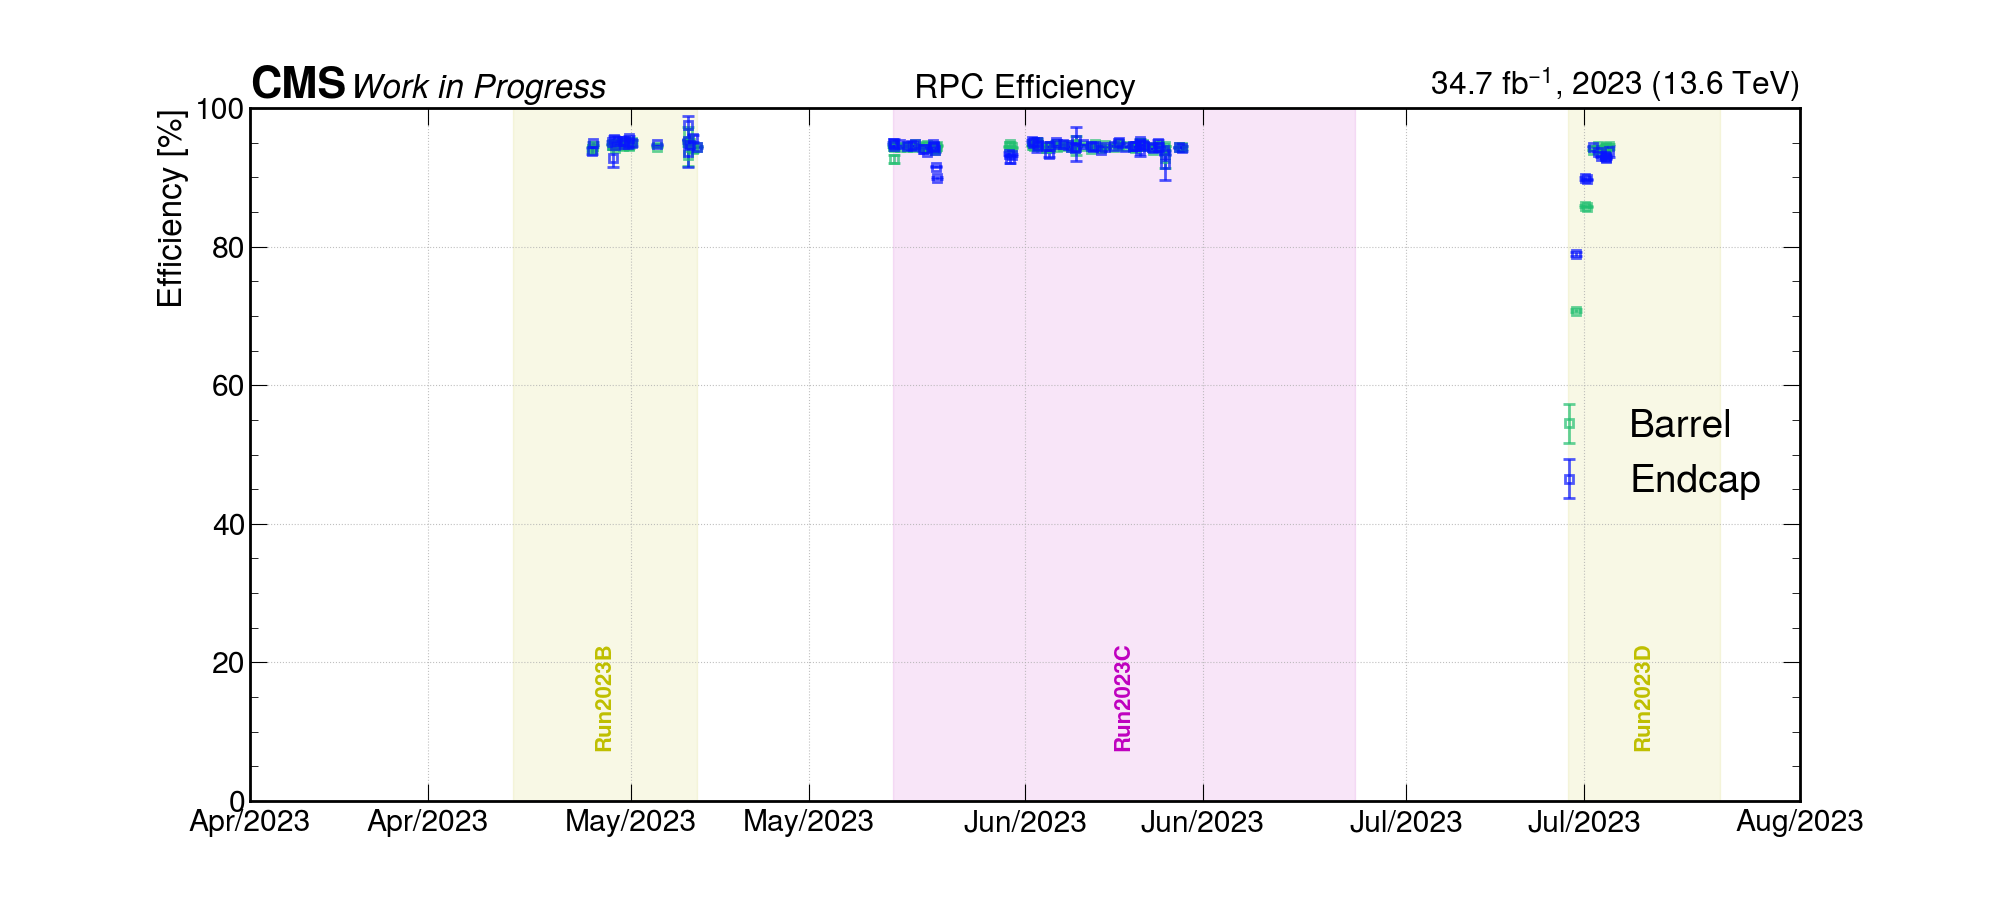 CMS Work in Progress RPC Efficiency 34.7 fb⁻¹, 2023 (13.6 TeV)
Efficiency [%]
100
80
60
40
20
0
Barrel
Endcap
Run2023B
Run2023C
Run2023D
Apr/2023 Apr/2023 May/2023 May/2023 Jun/2023 Jun/2023 Jul/2023 Jul/2023 Aug/2023